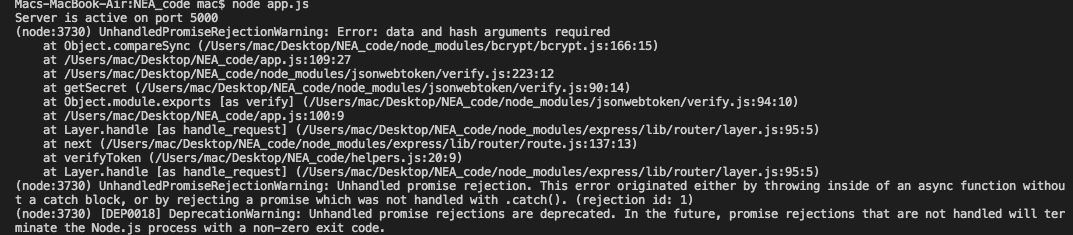 Macs-MacBook-Air:NEA_code mac$ node app.js
Server is active on port 5000
(node:3730) UnhandledPromiseRejectionWarning: Error: data and hash arguments required
    at Object.compareSync (/Users/mac/Desktop/NEA_code/node_modules/bcrypt/bcrypt.js:166:15)
    at /Users/mac/Desktop/NEA_code/app.js:109:27
    at /Users/mac/Desktop/NEA_code/node_modules/jsonwebtoken/verify.js:223:12
    at getSecret (/Users/mac/Desktop/NEA_code/node_modules/jsonwebtoken/verify.js:90:14)
    at Object.module.exports [as verify] (/Users/mac/Desktop/NEA_code/node_modules/jsonwebtoken/verify.js:94:10)
    at /Users/mac/Desktop/NEA_code/app.js:100:9
    at Layer.handle [as handle_request] (/Users/mac/Desktop/NEA_code/node_modules/express/lib/router/layer.js:95:5)
    at next (/Users/mac/Desktop/NEA_code/node_modules/express/lib/router/route.js:137:13)
    at verifyToken (/Users/mac/Desktop/NEA_code/helpers.js:20:9)
    at Layer.handle [as handle_request] (/Users/mac/Desktop/NEA_code/node_modules/express/lib/router/layer.js:95:5)
(node:3730) UnhandledPromiseRejectionWarning: Unhandled promise rejection. This error originated either by throwing inside of an async function withou
t a catch block, or by rejecting a promise which was not handled with .catch(). (rejection id: 1)
(node:3730) [DEP0018] DeprecationWarning: Unhandled promise rejections are deprecated. In the future, promise rejections that are not handled will ter
minate the Node.js process with a non-zero exit code.